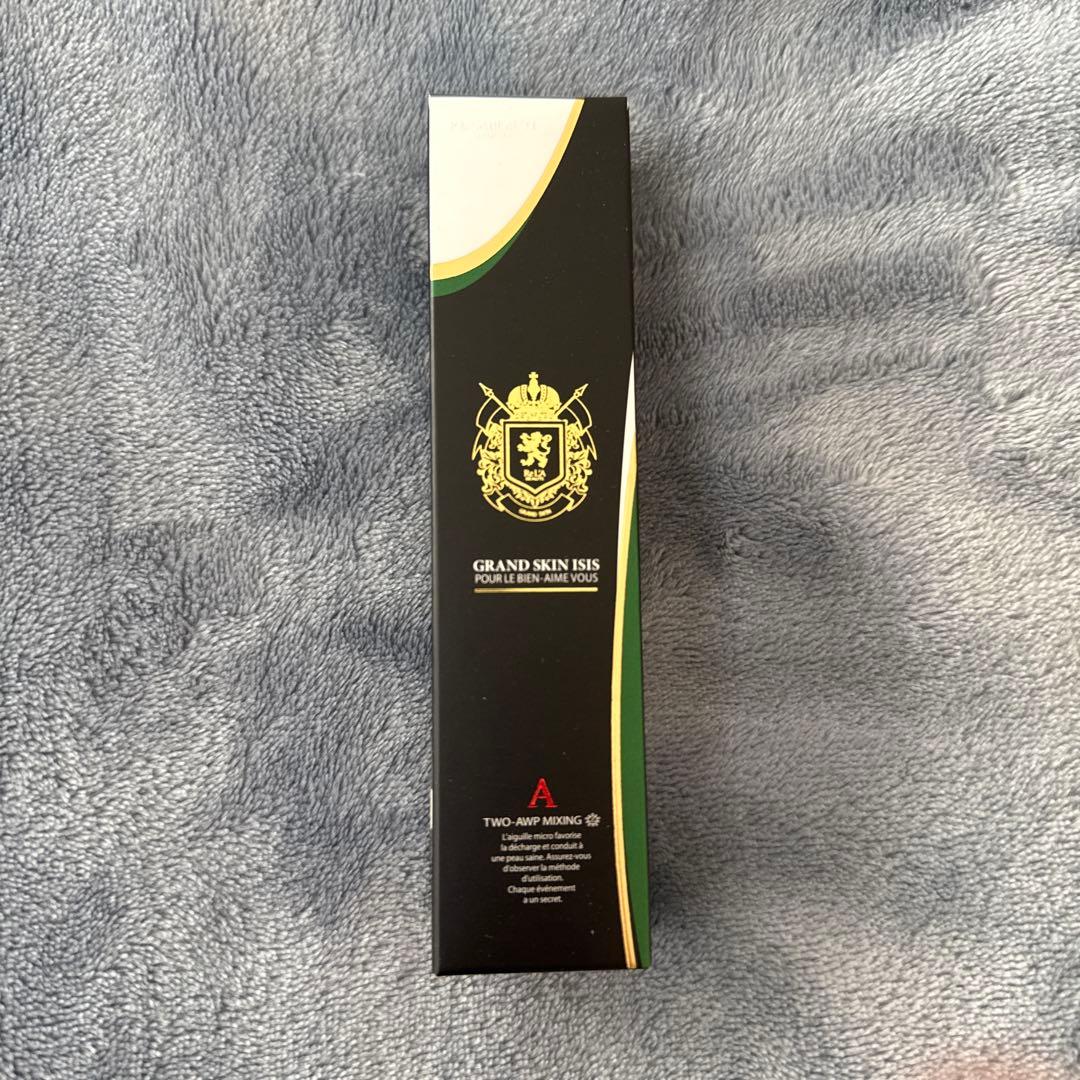 GRAND SKIN ISIS
POUR LE BIEN-AIME VOUS
A
TWO-AWP MIXING
L'aiguille micro favorise
la décharge et conduit à
une peau saine. Assurez-vous
d'observer la méthode
d'utilisation.
Chaque événement
a un secret.